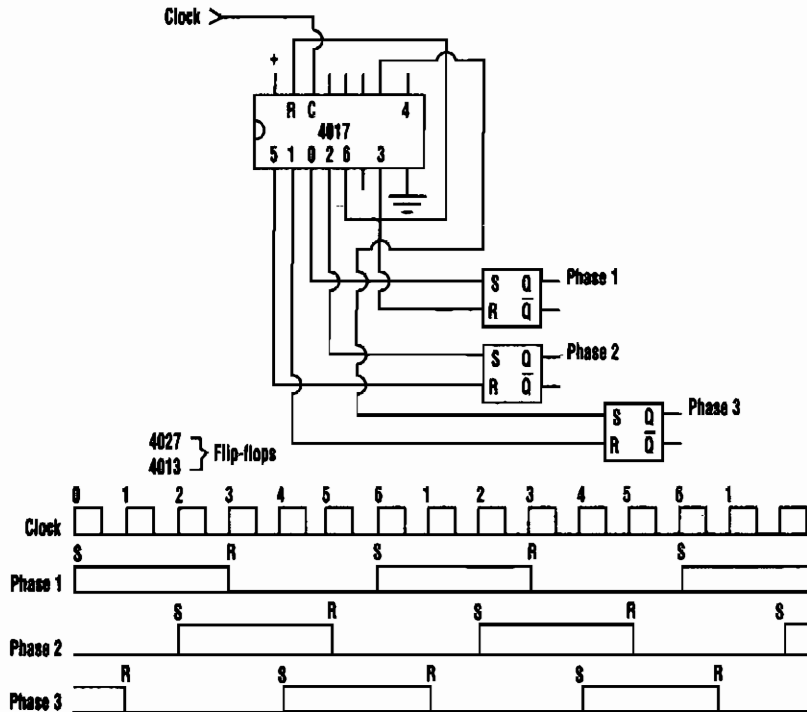 Clock
+
R C 4
4017
5 1 0 2 6 3
S Q Phase 1
R Q̅
S Q Phase 2
R Q̅
S Q Phase 3
R Q̅
4027
4013 } Flip-flops
0 1 2 3 4 5 6 1 2 3 4 5 6 1
Clock
S R S R S
Phase 1
S R S R S
Phase 2
R S R S R
Phase 3